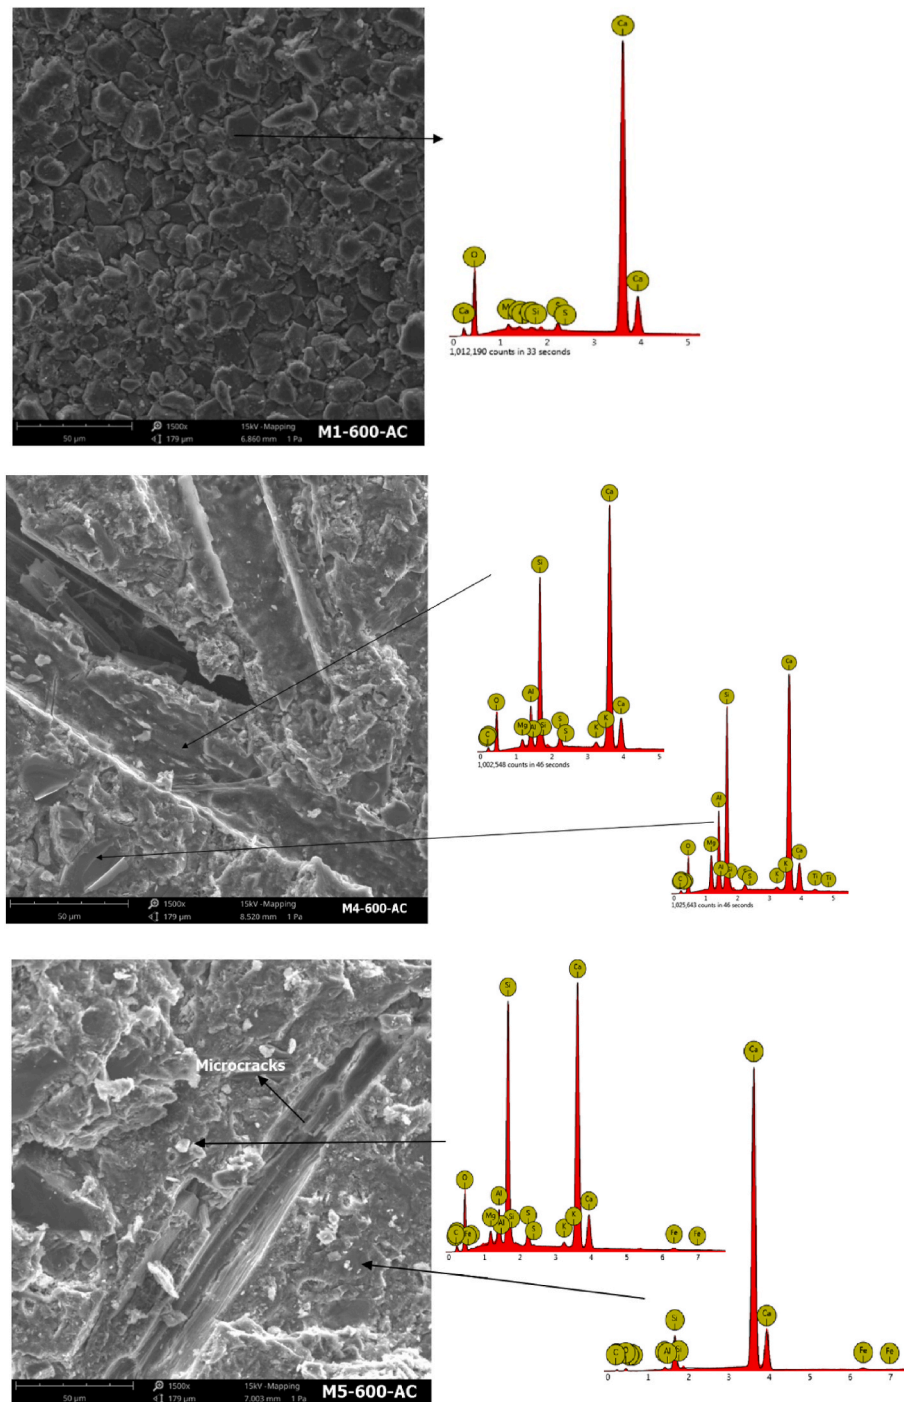 Ca
O
Ca
Ca
Si
S
0 1 2 3 4 5
1,012,190 counts in 33 seconds
50 µm
1500x
179 µm
15kV -Mapping
6.860 mm 1 Pa
M1-600-AC
Ca
Si
O
Al
Ca
C
Mg
Al
Si
S
S
K
K
0 1 2 3 4 5
1,002,548 counts in 46 seconds
Ca
Si
Al
O
Mg
Al
Ca
C
S
K
K
Ti
Ti
0 1 2 3 4 5
1,025,643 counts in 46 seconds
50 µm
1500x
179 µm
15kV -Mapping
8.520 mm 1 Pa
M4-600-AC
Microcracks
Ca
Si
O
Al
Ca
C
Fe
Mg
Al
Si
S
S
K
K
Fe
Fe
0 1 2 3 4 5 6 7
Ca
Si
Ca
C
O
Al
Si
Fe
Fe
0 1 2 3 4 5 6 7
50 µm
1500x
179 µm
15kV -Mapping
7.003 mm 1 Pa
M5-600-AC